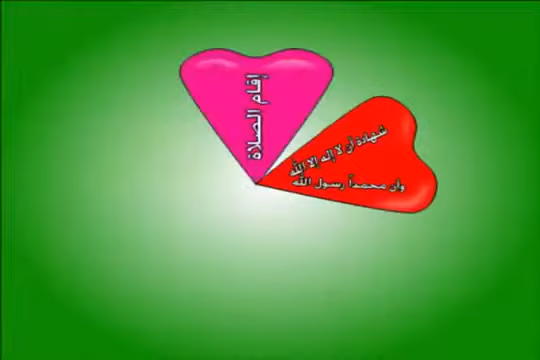 إقام الصلاة
شهادة أن لا إله إلا الله
وأن محمداً رسول الله